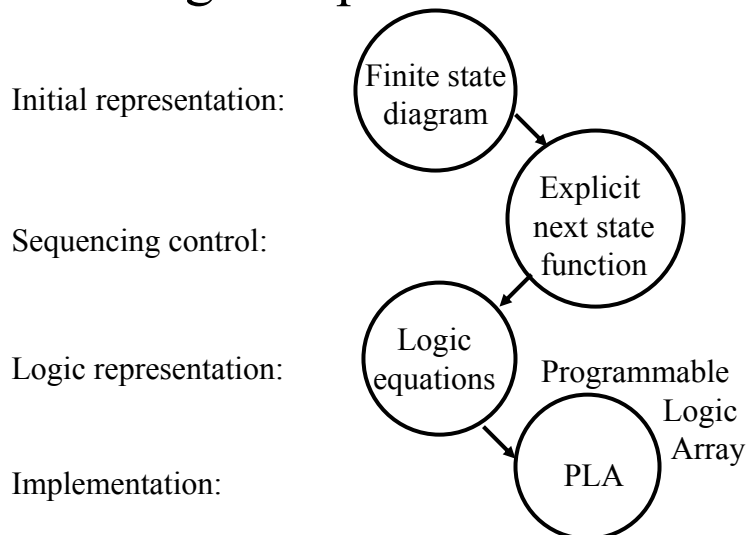 Initial representation:
Finite state
diagram
Sequencing control:
Explicit
next state
function
Logic representation:
Logic
equations
Programmable
Logic
Array
Implementation:
PLA